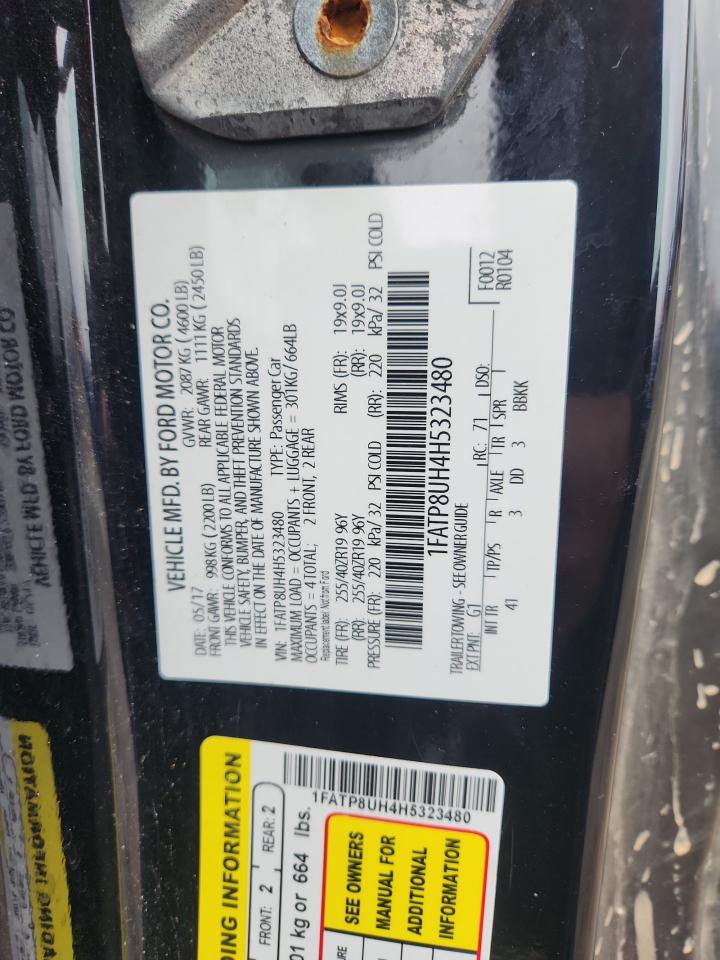 VEHICLE MFD. BY FORD MOTOR CO.
DATE: 05/17 GVWR: 2087 KG ( 4600 LB)
FRONT GAWR: 998 KG ( 2200 LB) REAR GAWR: 1111 KG ( 2450 LB)
THIS VEHICLE CONFORMS TO ALL APPLICABLE FEDERAL MOTOR
VEHICLE SAFETY, BUMPER, AND THEFT PREVENTION STANDARDS
IN EFFECT ON THE DATE OF MANUFACTURE SHOWN ABOVE.
VIN: 1FATP8UH4H5323480 TYPE: Passenger Car
MAXIMUM LOAD = OCCUPANTS + LUGGAGE = 301KG/ 664LB
OCCUPANTS = 4 TOTAL; 2 FRONT, 2 REAR
Replacement label. Not from Ford
TIRE (FR): 255/40ZR19 96Y RIMS (FR): 19x9.0J
(RR): 255/40ZR19 96Y (RR): 19x9.0J
PRESSURE (FR): 220 kPa/ 32 PSI COLD (RR): 220 kPa/ 32 PSI COLD
1FATP8UH4H5323480
TRAILER TOWING - SEE OWNER GUIDE F0012
R0104
EXT PNT: G1 RC: 71 DSO:
INT TR TP/PS R AXLE TR SPR
41 3 DD 3 BBKK
1FATP8UH4H5323480
DING INFORMATION
FRONT: 2 REAR: 2
01 kg or 664 lbs.
SEE OWNERS
MANUAL FOR
ADDITIONAL
INFORMATION